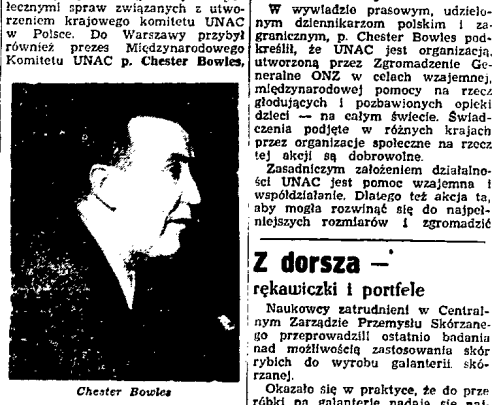 łecznymi spraw związanych z utwo-
rzeniem krajowego komitetu UNAC
w Polsce. Do Warszawy przybył
również prezes Międzynarodowego
Komitetu UNAC p. Chester Bowles,
Chester Bowles
W wywiadzie prasowym, udzielo-
nym dziennikarzom polskim i za-
granicznym, p. Chester Bowles pod-
kreślił, że UNAC jest organizacją,
utworzoną przez Zgromadzenie Ge-
neralne ONZ w celach wzajemnej,
międzynarodowej pomocy na rzecz
głodujących i pozbawionych opieki
dzieci — na całym świecie. Świad-
czenia podjęte w różnych krajach
przez organizacje społeczne na rzecz
tej akcji są dobrowolne.
Zasadniczym założeniem działalno-
ści UNAC jest pomoc wzajemna i
współdziałanie. Dlatego też akcja ta,
aby mogła rozwinąć się do najpeł-
niejszych rozmiarów i zgromadzić
Z dorsza —
rękawiczki i portfele
Naukowcy zatrudnieni w Central-
nym Zarządzie Przemysłu Skórzane-
go przeprowadzili ostatnio badania
nad możliwością zastosowania skór
rybich do wyrobu galanterii skó-
rzanej.
Okazało się w praktyce, że do prze
róbki na galanterię nadają się naj-